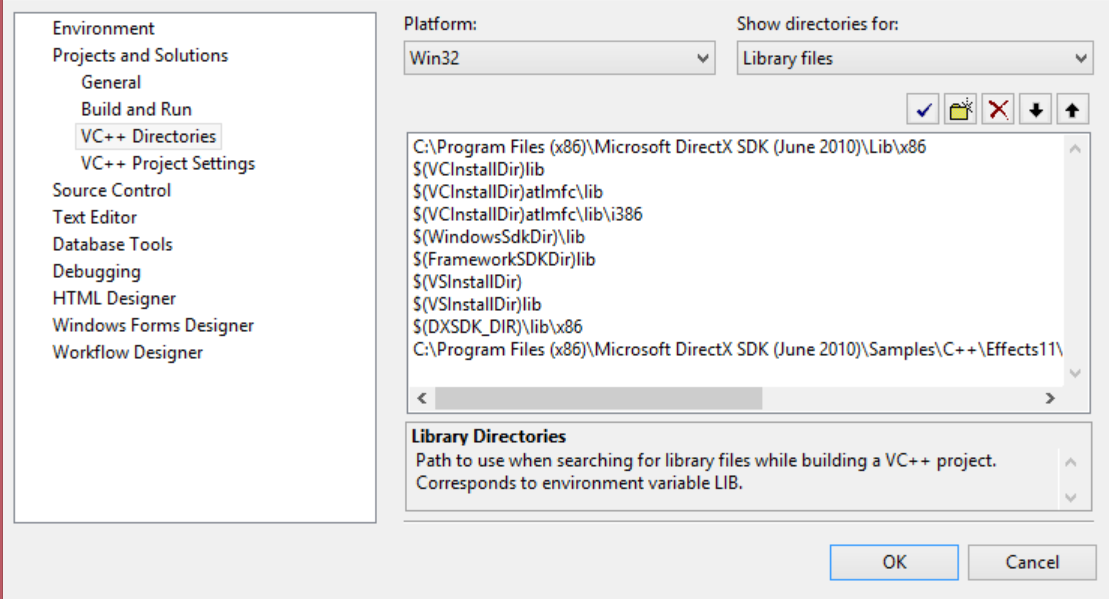 Environment
Projects and Solutions
General
Build and Run
VC++ Directories
VC++ Project Settings
Source Control
Text Editor
Database Tools
Debugging
HTML Designer
Windows Forms Designer
Workflow Designer
Platform:
Win32
Show directories for:
Library files
C:\Program Files (x86)\Microsoft DirectX SDK (June 2010)\Lib\x86
$(VCInstallDir)lib
$(VCInstallDir)atlmfc\lib
$(VCInstallDir)atlmfc\lib\i386
$(WindowsSdkDir)\lib
$(FrameworkSDKDir)lib
$(VSInstallDir)
$(VSInstallDir)lib
$(DXSDK_DIR)\lib\x86
C:\Program Files (x86)\Microsoft DirectX SDK (June 2010)\Samples\C++\Effects11\
Library Directories
Path to use when searching for library files while building a VC++ project.
Corresponds to environment variable LIB.
OK
Cancel